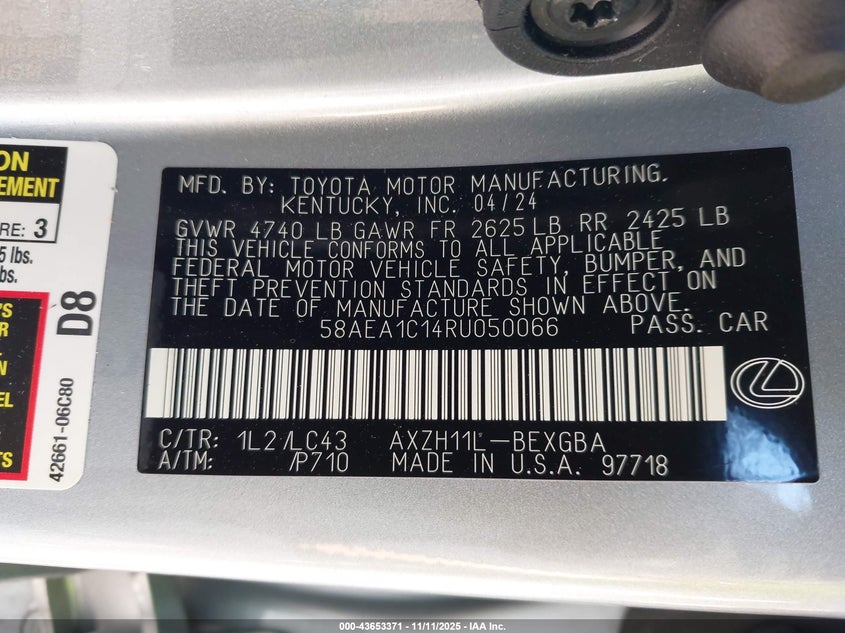 ON
EMENT
RE: 3
5 lbs.
bs.
'S
R
L.
N
EL
TS
D8
42661-06C80
MFD. BY: TOYOTA MOTOR MANUFACTURING.
KENTUCKY, INC. 04/24
GVWR 4740 LB GAWR FR 2625 LB RR 2425 LB
THIS VEHICLE CONFORMS TO ALL APPLICABLE
FEDERAL MOTOR VEHICLE SAFETY, BUMPER, AND
THEFT PREVENTION STANDARDS IN EFFECT ON
THE DATE OF MANUFACTURE SHOWN ABOVE.
58AEA1C14RU050066 PASS. CAR
C/TR: 1L2/LC43 AXZH11L-BEXGBA
A/TM: /P710 MADE IN U.S.A. 97718
000-43653371 - 11/11/2025 - IAA Inc.